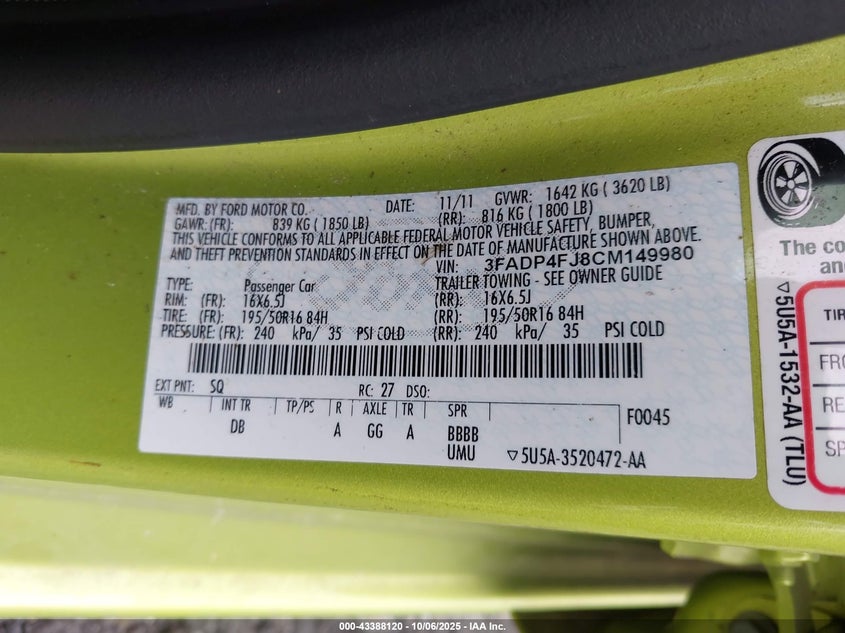 MFD. BY FORD MOTOR CO. DATE: 11/11 GVWR: 1642 KG ( 3620 LB)
GAWR: (FR): 839 KG ( 1850 LB) (RR): 816 KG ( 1800 LB)
THIS VEHICLE CONFORMS TO ALL APPLICABLE FEDERAL MOTOR VEHICLE SAFETY, BUMPER,
AND THEFT PREVENTION STANDARDS IN EFFECT ON THE DATE OF MANUFACTURE SHOWN ABOVE.
VIN: 3FADP4FJ8CM149980
TYPE: Passenger Car TRAILER TOWING - SEE OWNER GUIDE
RIM: (FR): 16X6.5J (RR): 16X6.5J
TIRE: (FR): 195/50R16 84H (RR): 195/50R16 84H
PRESSURE: (FR): 240 kPa/ 35 PSI COLD (RR): 240 kPa/ 35 PSI COLD
EXT PNT: SQ RC: 27 DSO:
WB INT TR TP/PS R AXLE TR SPR F0045
DB A GG A BBBB
UMU ▽5U5A-3520472-AA
▽5U5A-1532-AA (TLU)
The co
an
TIR
FRO
RE
SP
000-43388120 - 10/06/2025 - IAA Inc.